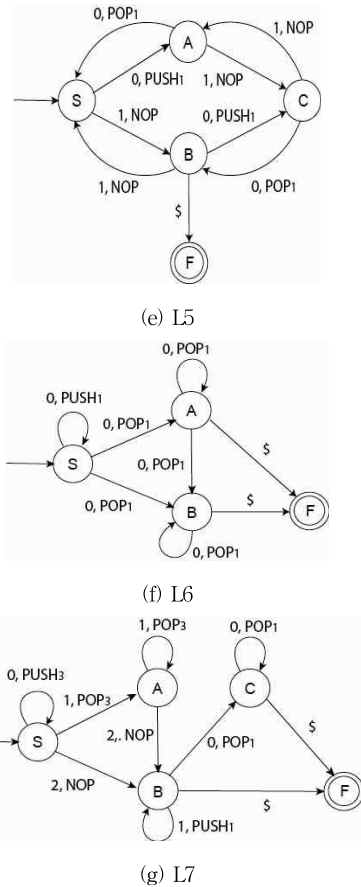 0, POP1
A
1, NOP
0, PUSH1
1, NOP
S
C
1, NOP
0, PUSH1
B
1, NOP
0, POP1
$
F
(e) L5
0, POP1
0, PUSH1
A
0, POP1
$
S
0, POP1
0, POP1
B
$
F
0, POP1
(f) L6
1, POP3
0, POP1
0, PUSH3
1, POP3
A
C
S
2,. NOP
0, POP1
$
2, NOP
B
$
F
1, PUSH1
(g) L7